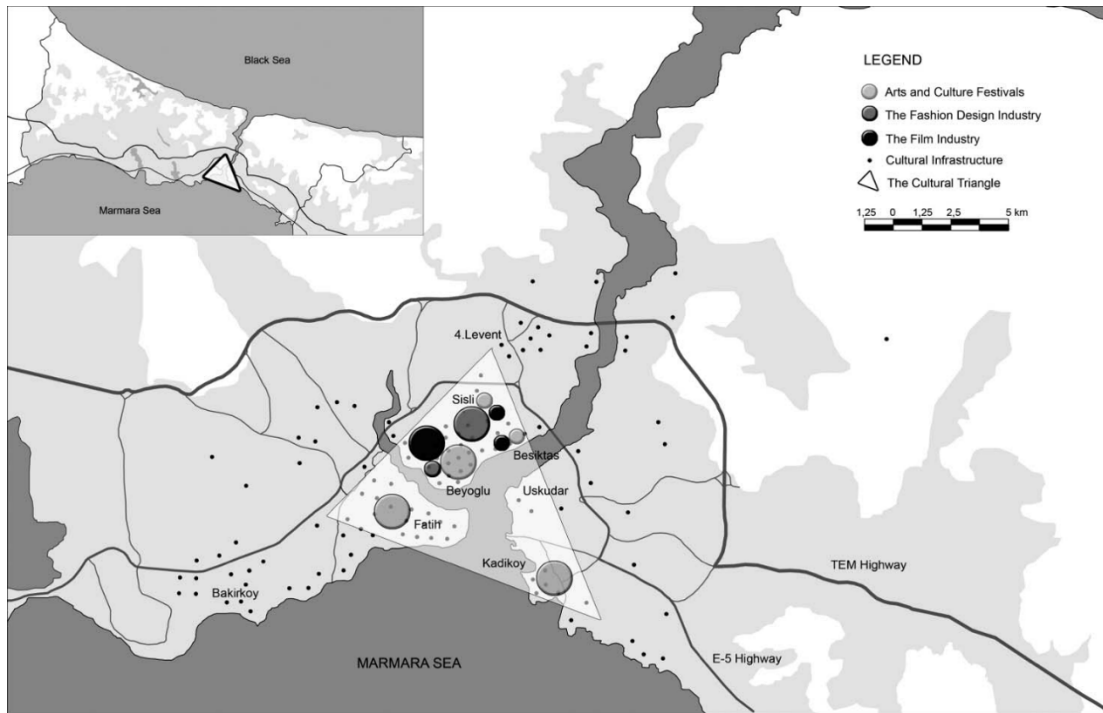 Black Sea
Marmara Sea
LEGEND
Arts and Culture Festivals
The Fashion Design Industry
The Film Industry
Cultural Infrastructure
The Cultural Triangle
1,25 0 1,25 2,5 5 km
4.Levent
Sisli
Besiktas
Beyoglu
Uskudar
Fatih
Kadikoy
TEM Highway
Bakirkoy
MARMARA SEA
E-5 Highway